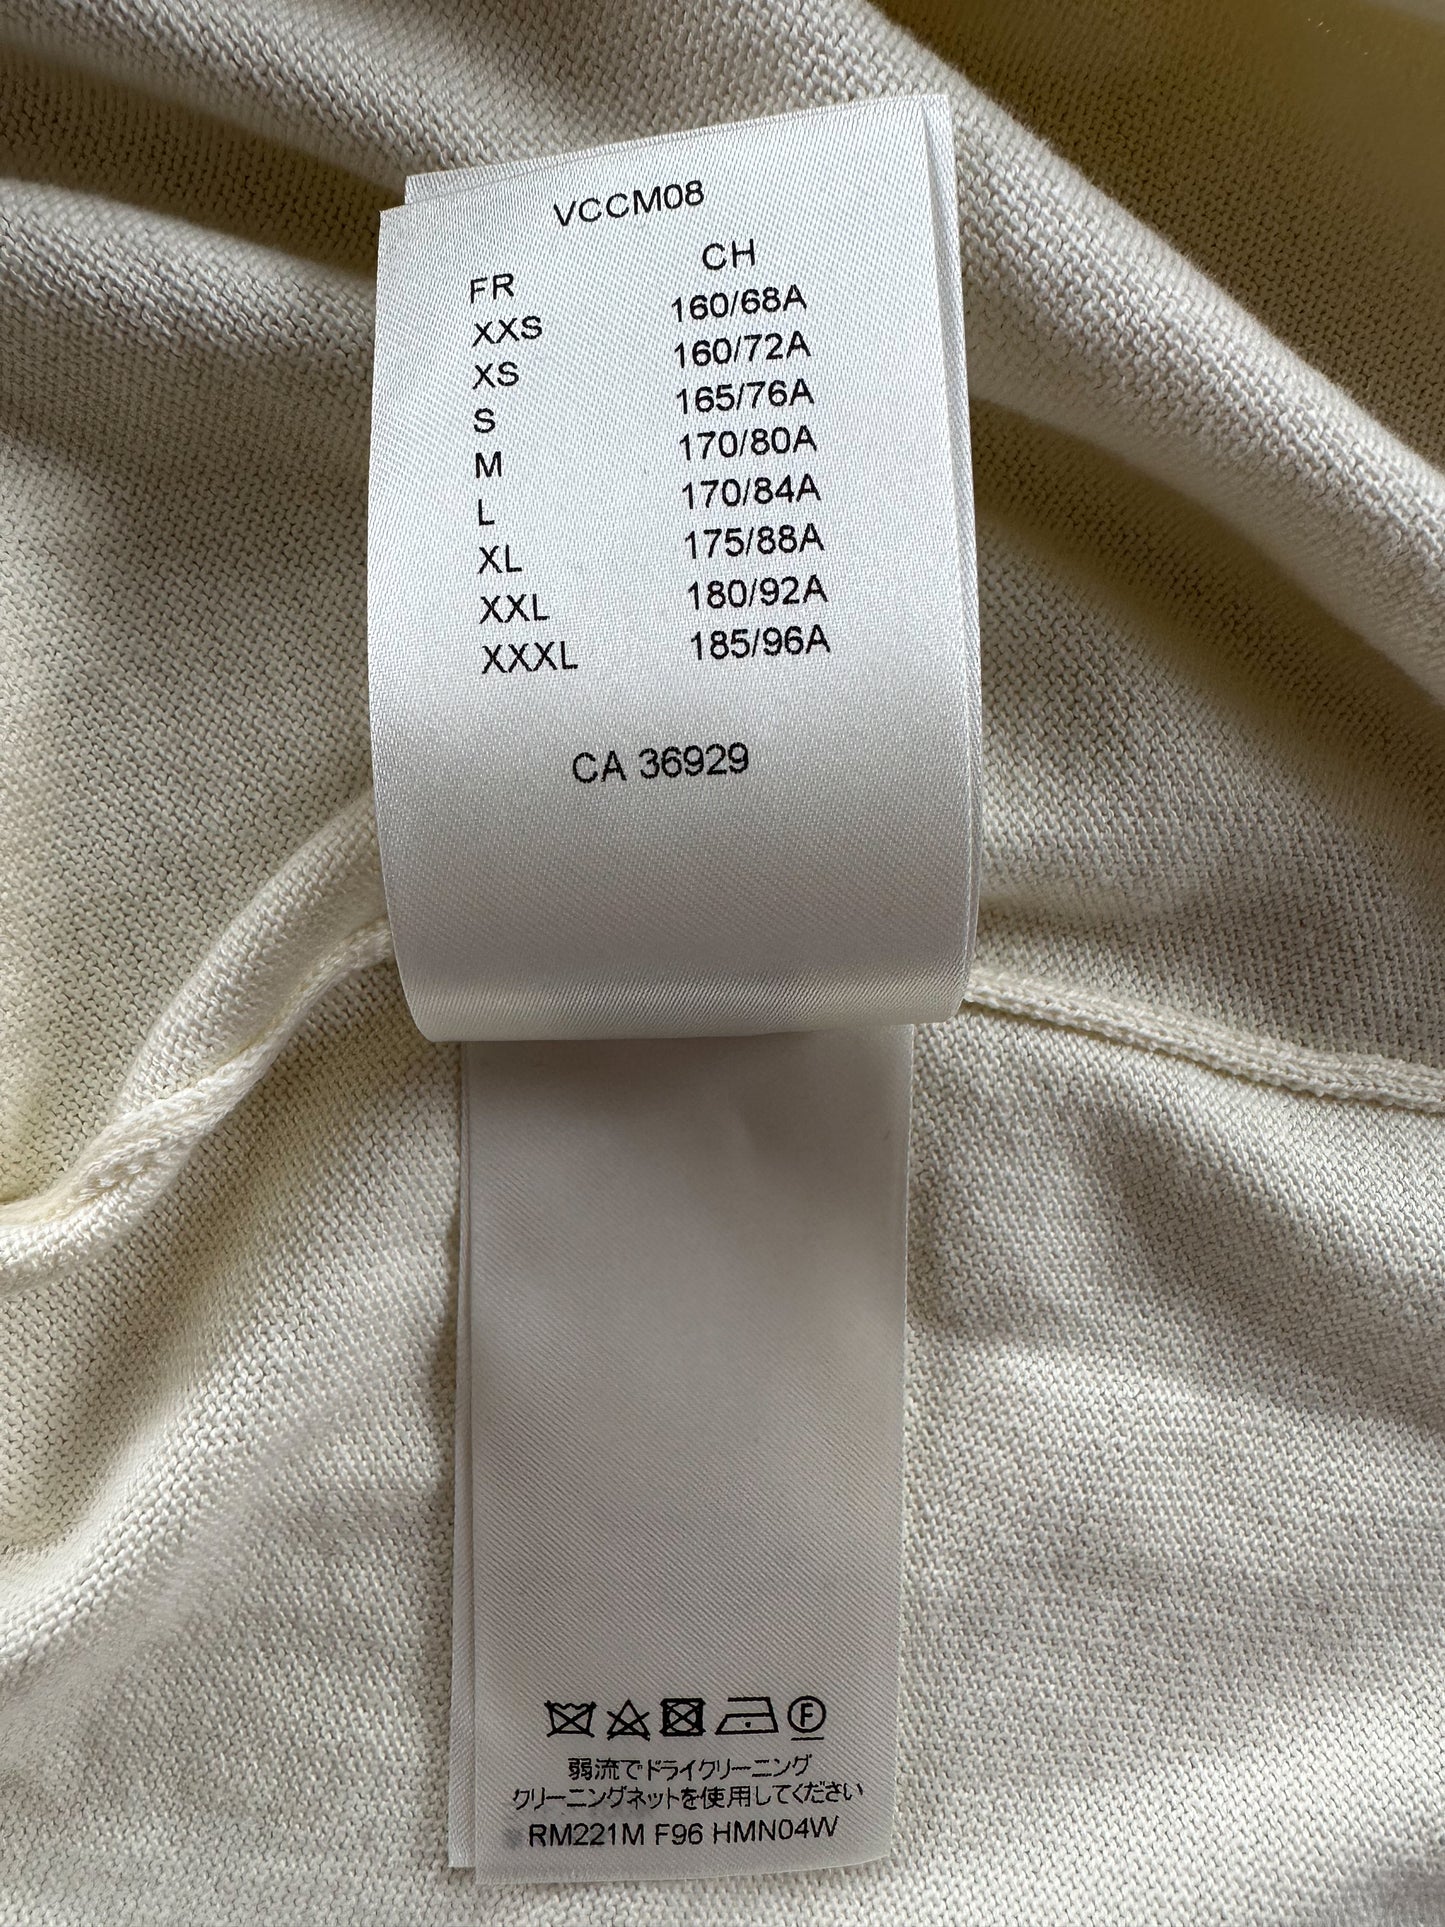 VCCM08
FR CH
XXS 160/68A
XS 160/72A
S 165/76A
M 170/80A
L 170/84A
XL 175/88A
XXL 180/92A
XXXL 185/96A
CA 36929
F
弱流でドライクリーニング
クリーニングネットを使用してください
RM221M F96 HMN04W